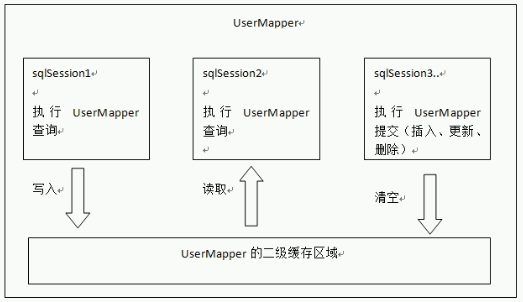 UserMapper
sqlSession1
执行 UserMapper
查询
写入
sqlSession2
执行 UserMapper
查询
读取
sqlSession3..
执行 UserMapper
提交（插入、更新、
删除）
清空
UserMapper 的二级缓存区域